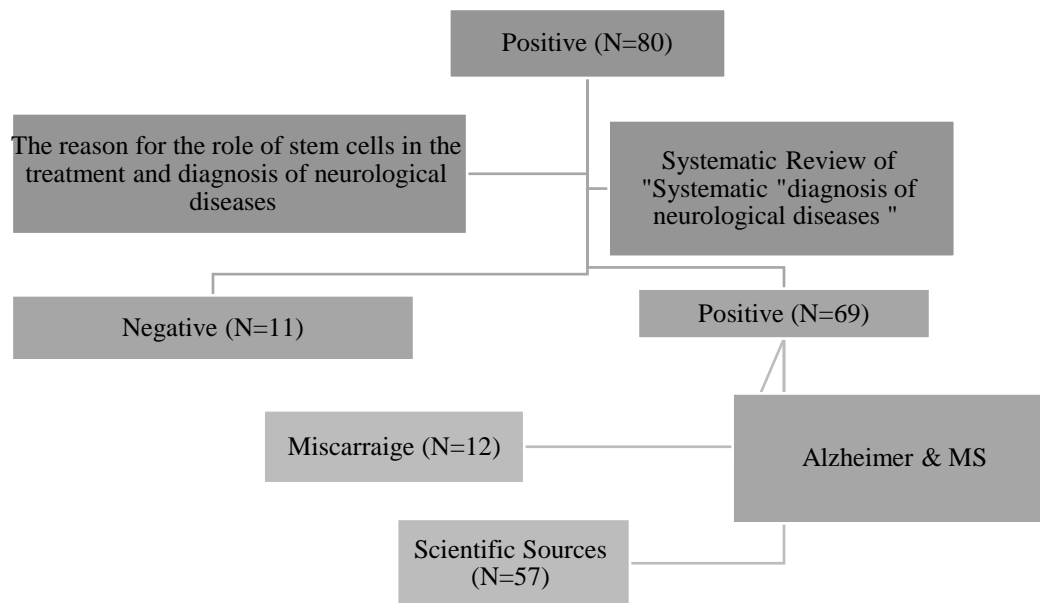 Positive (N=80)
The reason for the role of stem cells in the
treatment and diagnosis of neurological
diseases
Systematic Review of
"Systematic "diagnosis of
neurological diseases "
Negative (N=11)
Positive (N=69)
Miscarraige (N=12)
Alzheimer & MS
Scientific Sources
(N=57)